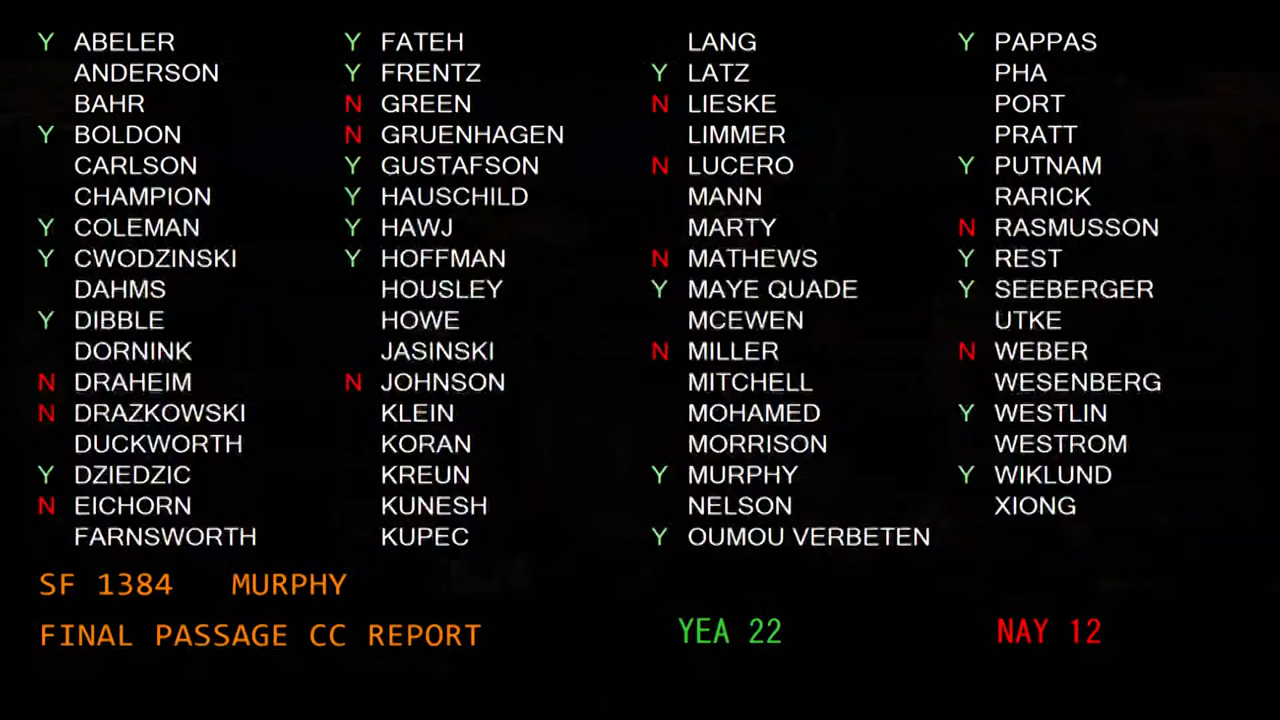 Y ABELER
ANDERSON
BAHR
Y BOLDON
CARLSON
CHAMPION
Y COLEMAN
Y CWODZINSKI
DAHMS
Y DIBBLE
DORNINK
N DRAHEIM
N DRAZKOWSKI
DUCKWORTH
Y DZIEDZIC
N EICHORN
FARNSWORTH
Y FATEH
Y FRENTZ
N GREEN
N GRUENHAGEN
Y GUSTAFSON
Y HAUSCHILD
Y HAWJ
Y HOFFMAN
HOUSLEY
HOWE
JASINSKI
N JOHNSON
KLEIN
KORAN
KREUN
KUNESH
KUPEC
LANG
Y LATZ
N LIESKE
LIMMER
N LUCERO
MANN
MARTY
N MATHEWS
Y MAYE QUADE
MCEWEN
N MILLER
MITCHELL
MOHAMED
MORRISON
Y MURPHY
NELSON
Y OUMOU VERBETEN
Y PAPPAS
PHA
PORT
PRATT
Y PUTNAM
RARICK
N RASMUSSON
Y REST
Y SEEBERGER
UTKE
N WEBER
WESENBERG
Y WESTLIN
WESTROM
Y WIKLUND
XIONG
SF 1384 MURPHY
FINAL PASSAGE CC REPORT
YEA 22
NAY 12